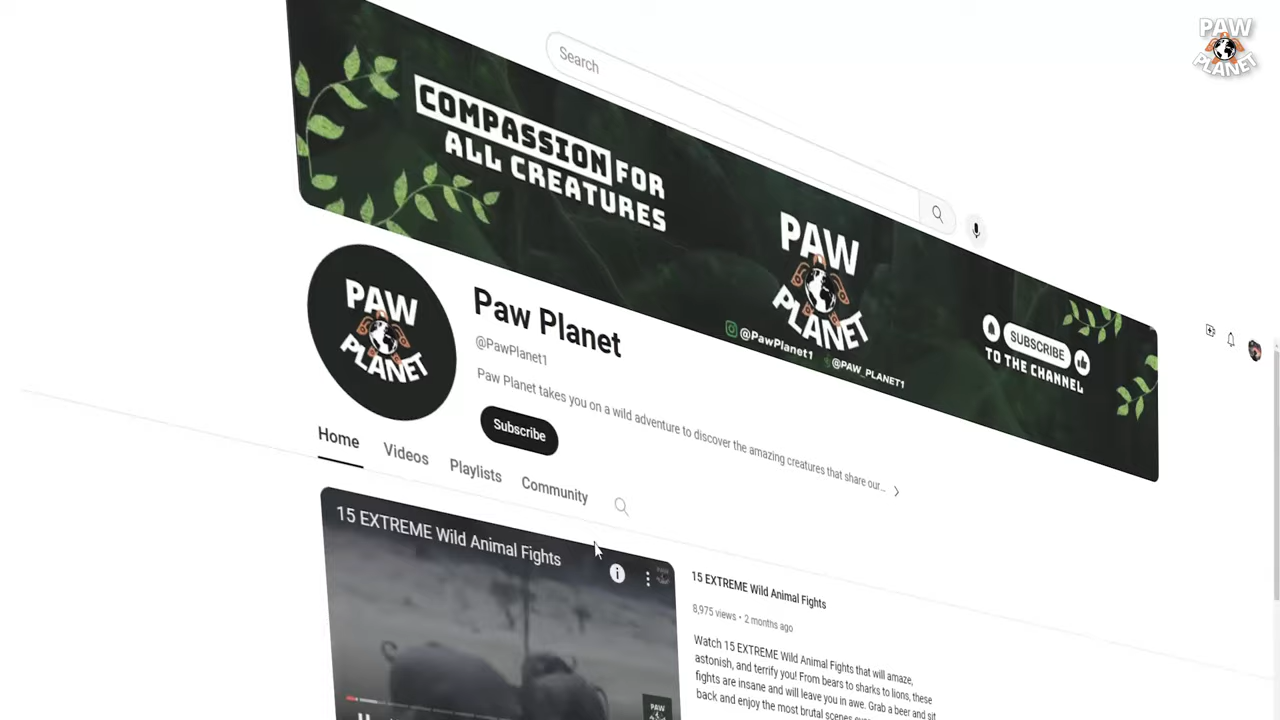 PAW
PLANET
Search
COMPASSION FOR
ALL CREATURES
PAW
PLANET
@PawPlanet1
@PAW_PLANET1
SUBSCRIBE
TO THE CHANNEL
PAW
PLANET
Paw Planet
@PawPlanet1
Paw Planet takes you on a wild adventure to discover the amazing creatures that share our...
Subscribe
Home
Videos
Playlists
Community
15 EXTREME Wild Animal Fights
15 EXTREME Wild Animal Fights
8,975 views • 2 months ago
Watch 15 EXTREME Wild Animal Fights that will amaze,
astonish, and terrify you! From bears to sharks to lions, these
fights are insane and will leave you in awe. Grab a beer and sit
back and enjoy the most brutal scenes
PAW